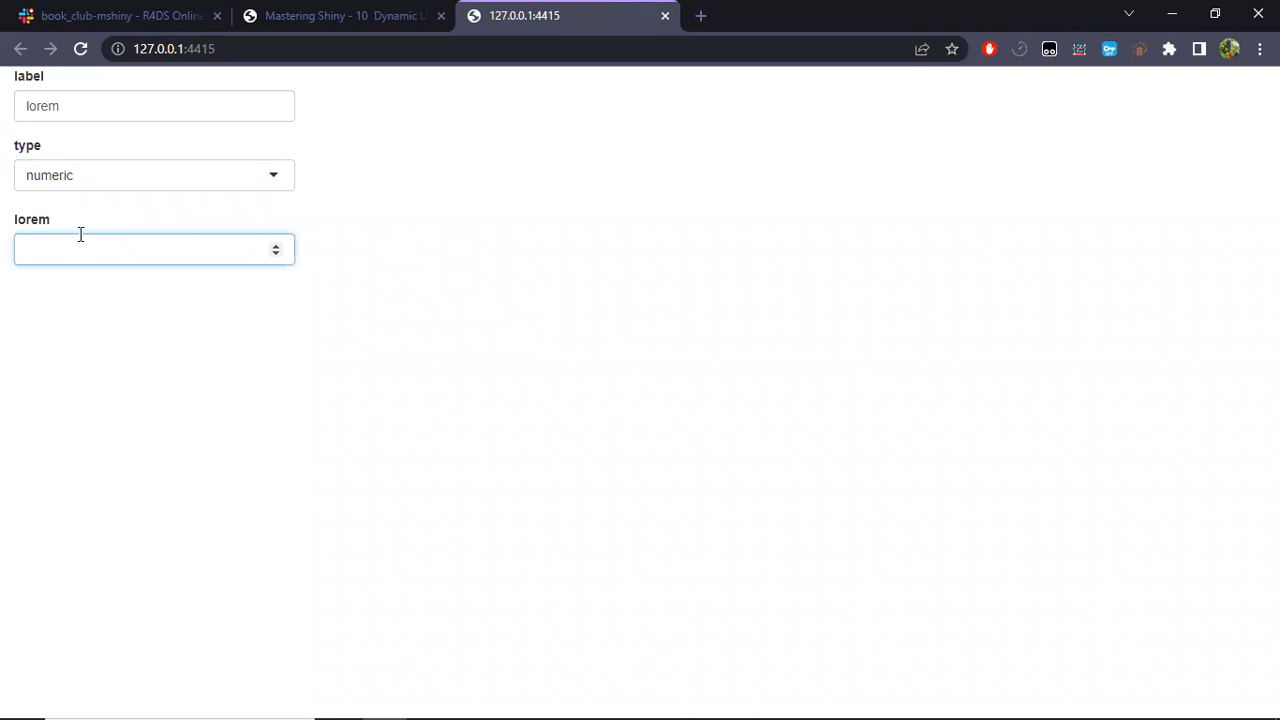 book_club-mshiny - R4DS Online
Mastering Shiny - 10 Dynamic U
127.0.0.1:4415
127.0.0.1:4415
label
lorem
type
numeric
lorem